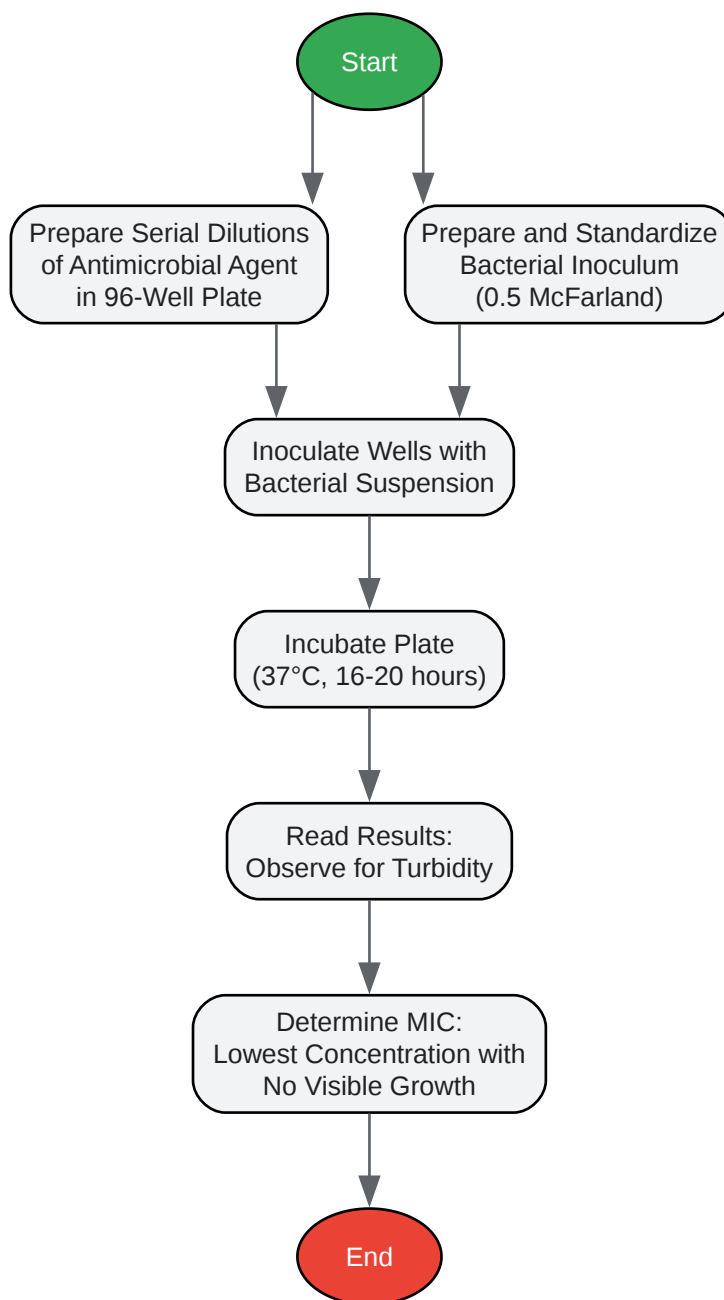 Start
Prepare Serial Dilutions
of Antimicrobial Agent
in 96-Well Plate
Prepare and Standardize
Bacterial Inoculum
(0.5 McFarland)
Inoculate Wells with
Bacterial Suspension
Incubate Plate
(37°C, 16-20 hours)
Read Results:
Observe for Turbidity
Determine MIC:
Lowest Concentration with
No Visible Growth
End